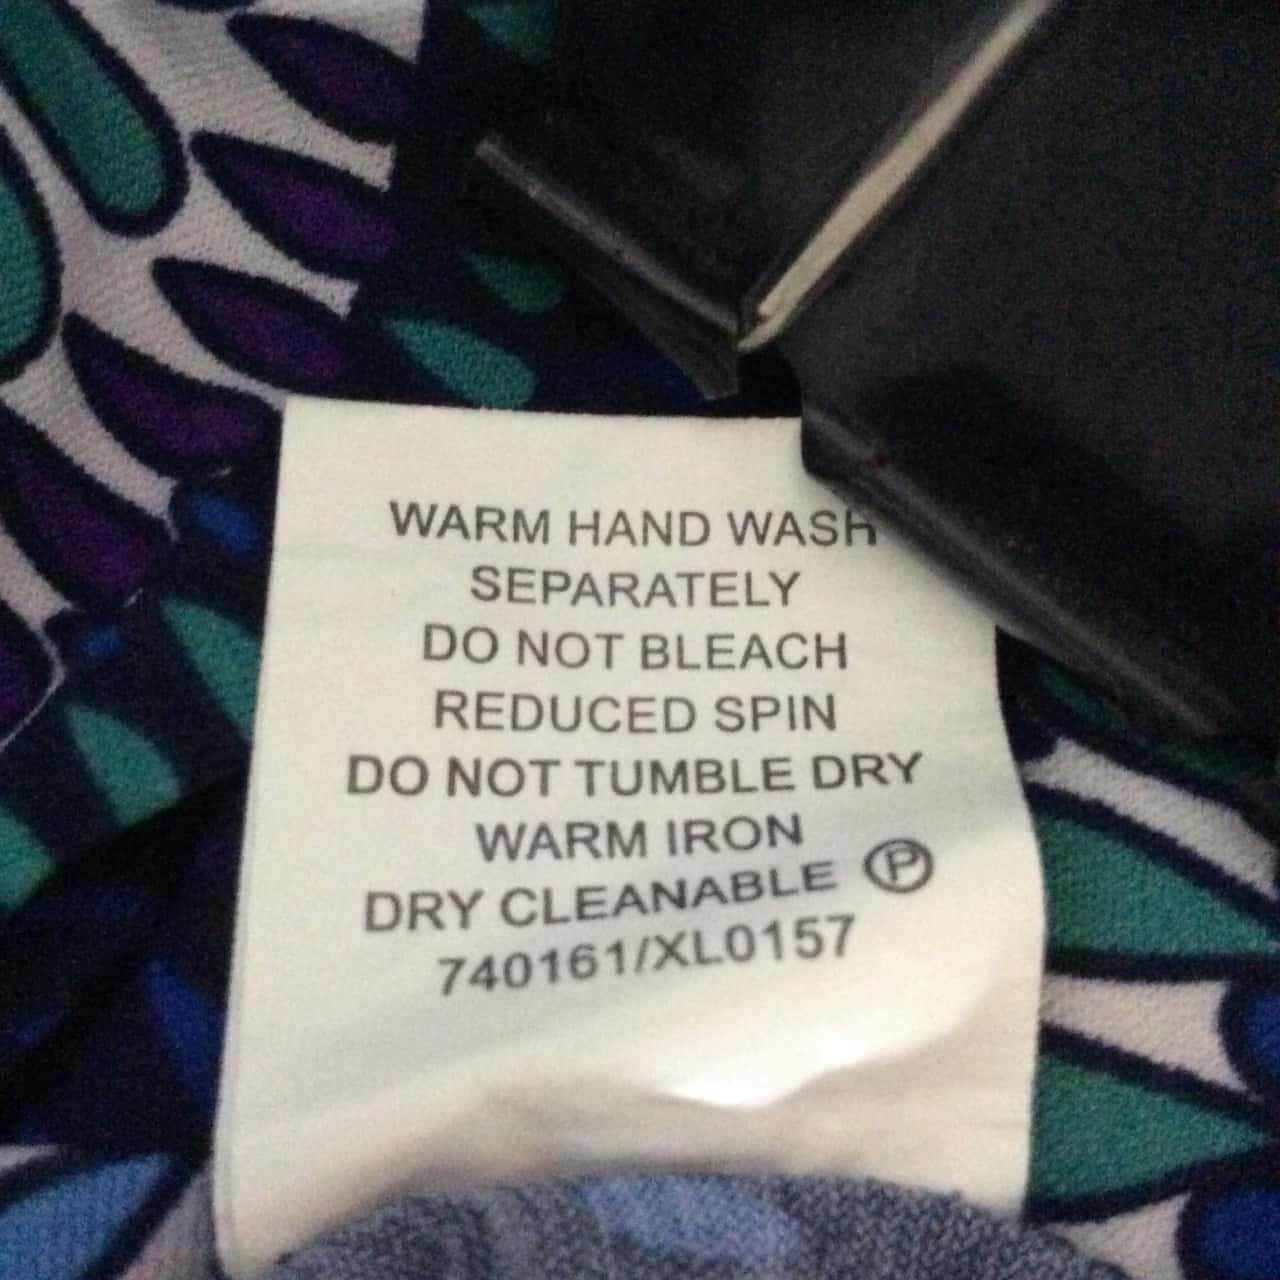 WARM HAND WASH
SEPARATELY
DO NOT BLEACH
REDUCED SPIN
DO NOT TUMBLE DRY
WARM IRON
DRY CLEANABLE Ⓟ
740161/XL0157